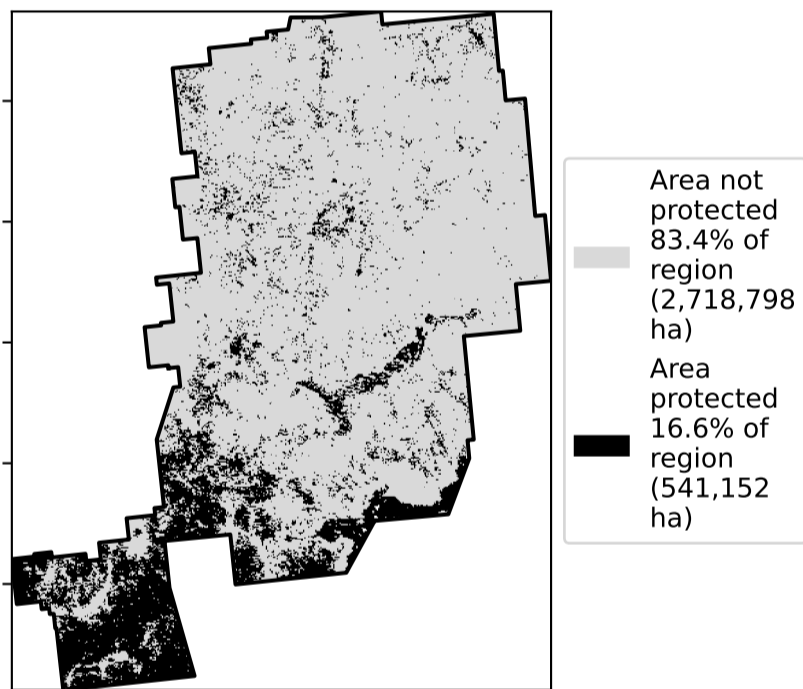 Area not
protected
83.4% of
region
(2,718,798
ha)
Area
protected
16.6% of
region
(541,152
ha)